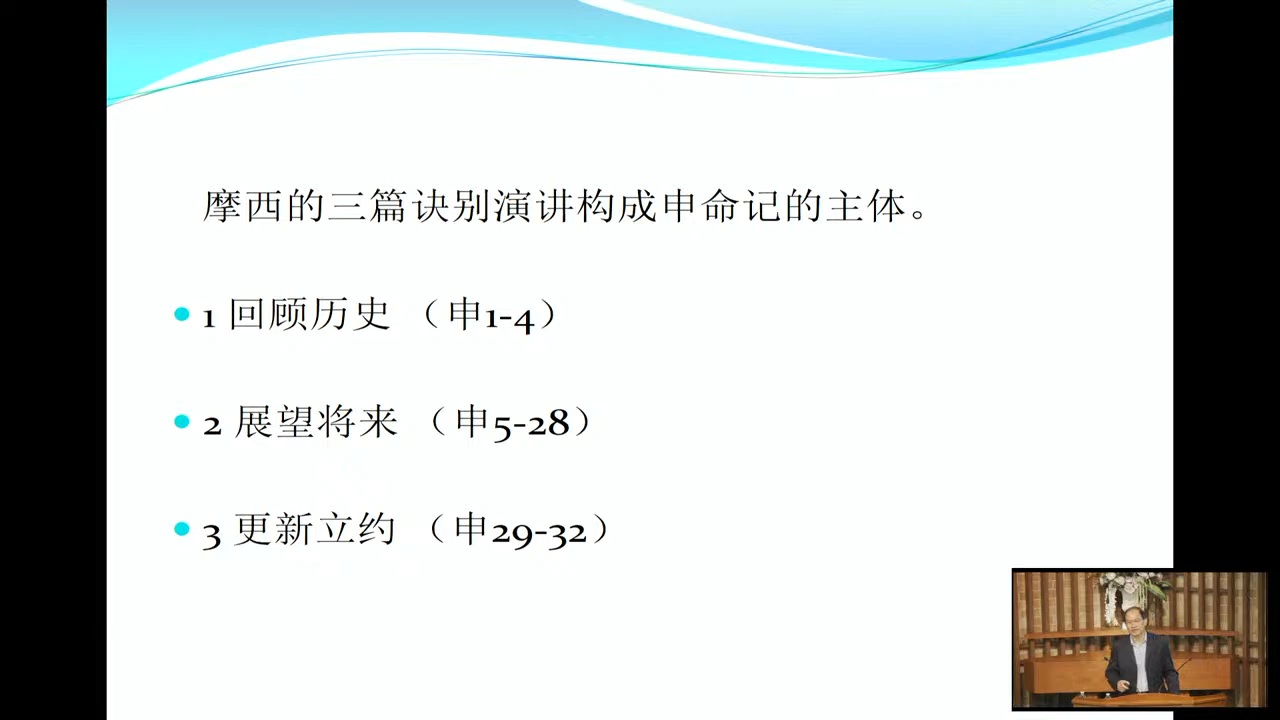 摩西的三篇诀别演讲构成申命记的主体。
1 回顾历史 （申1-4）
2 展望将来 （申5-28）
3 更新立约 （申29-32）